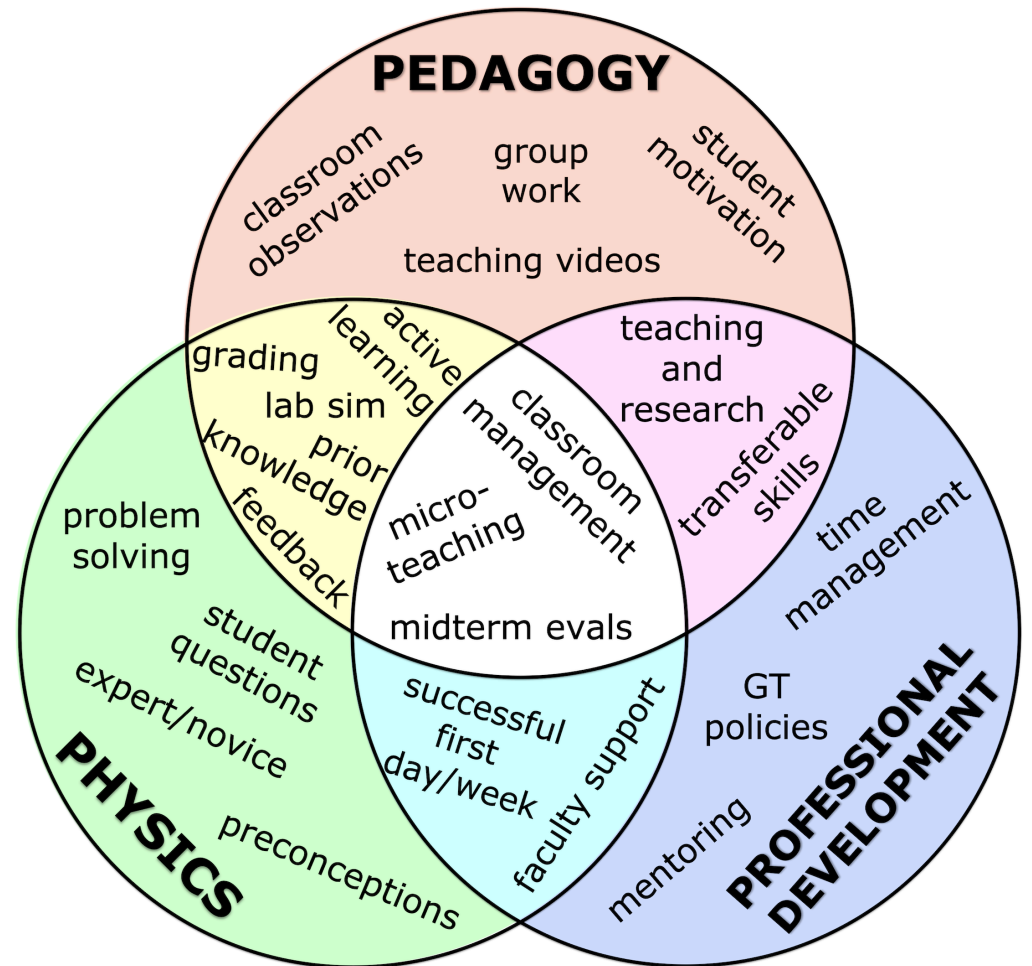 PEDAGOGY
classroom
observations
group
work
student
motivation
teaching videos
grading
active
learning
lab sim
prior
knowledge
feedback
teaching
and
research
transferable
skills
classroom
management
micro-
teaching
midterm evals
problem
solving
student
questions
expert/novice
preconceptions
PHYSICS
successful
first
day/week
faculty support
time
management
GT
policies
mentoring
PROFESSIONAL
DEVELOPMENT